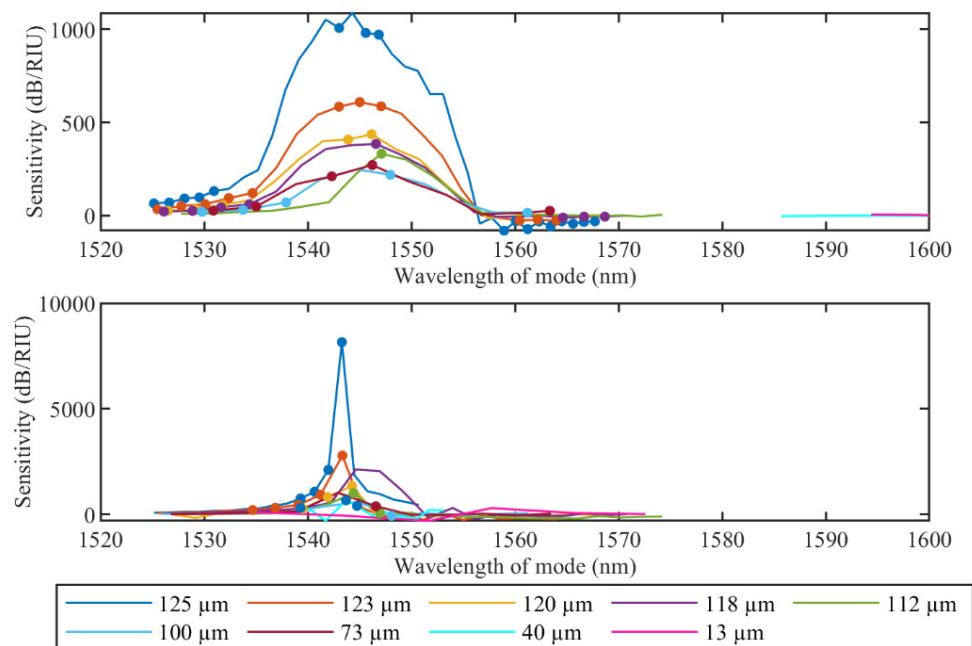 1000
500
0
Sensitivity (dB/RIU)
1520 1530 1540 1550 1560 1570 1580 1590 1600
Wavelength of mode (nm)
10000
5000
0
Sensitivity (dB/RIU)
1520 1530 1540 1550 1560 1570 1580 1590 1600
Wavelength of mode (nm)
125 µm 123 µm 120 µm 118 µm 112 µm
100 µm 73 µm 40 µm 13 µm